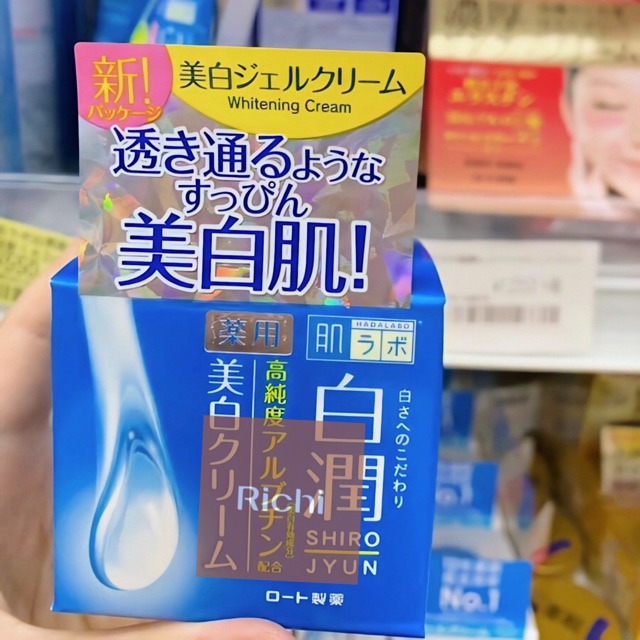 新!
パッケージ
美白ジェルクリーム
Whitening Cream
透き通るような
すっぴん
美白肌!
薬用
HADALABO
肌ラボ
白さへのこだわり
白潤
SHIRO
JYUN
高純度アルブチン
配合
美白クリーム
Richi
ロート製薬
No.1
No.1